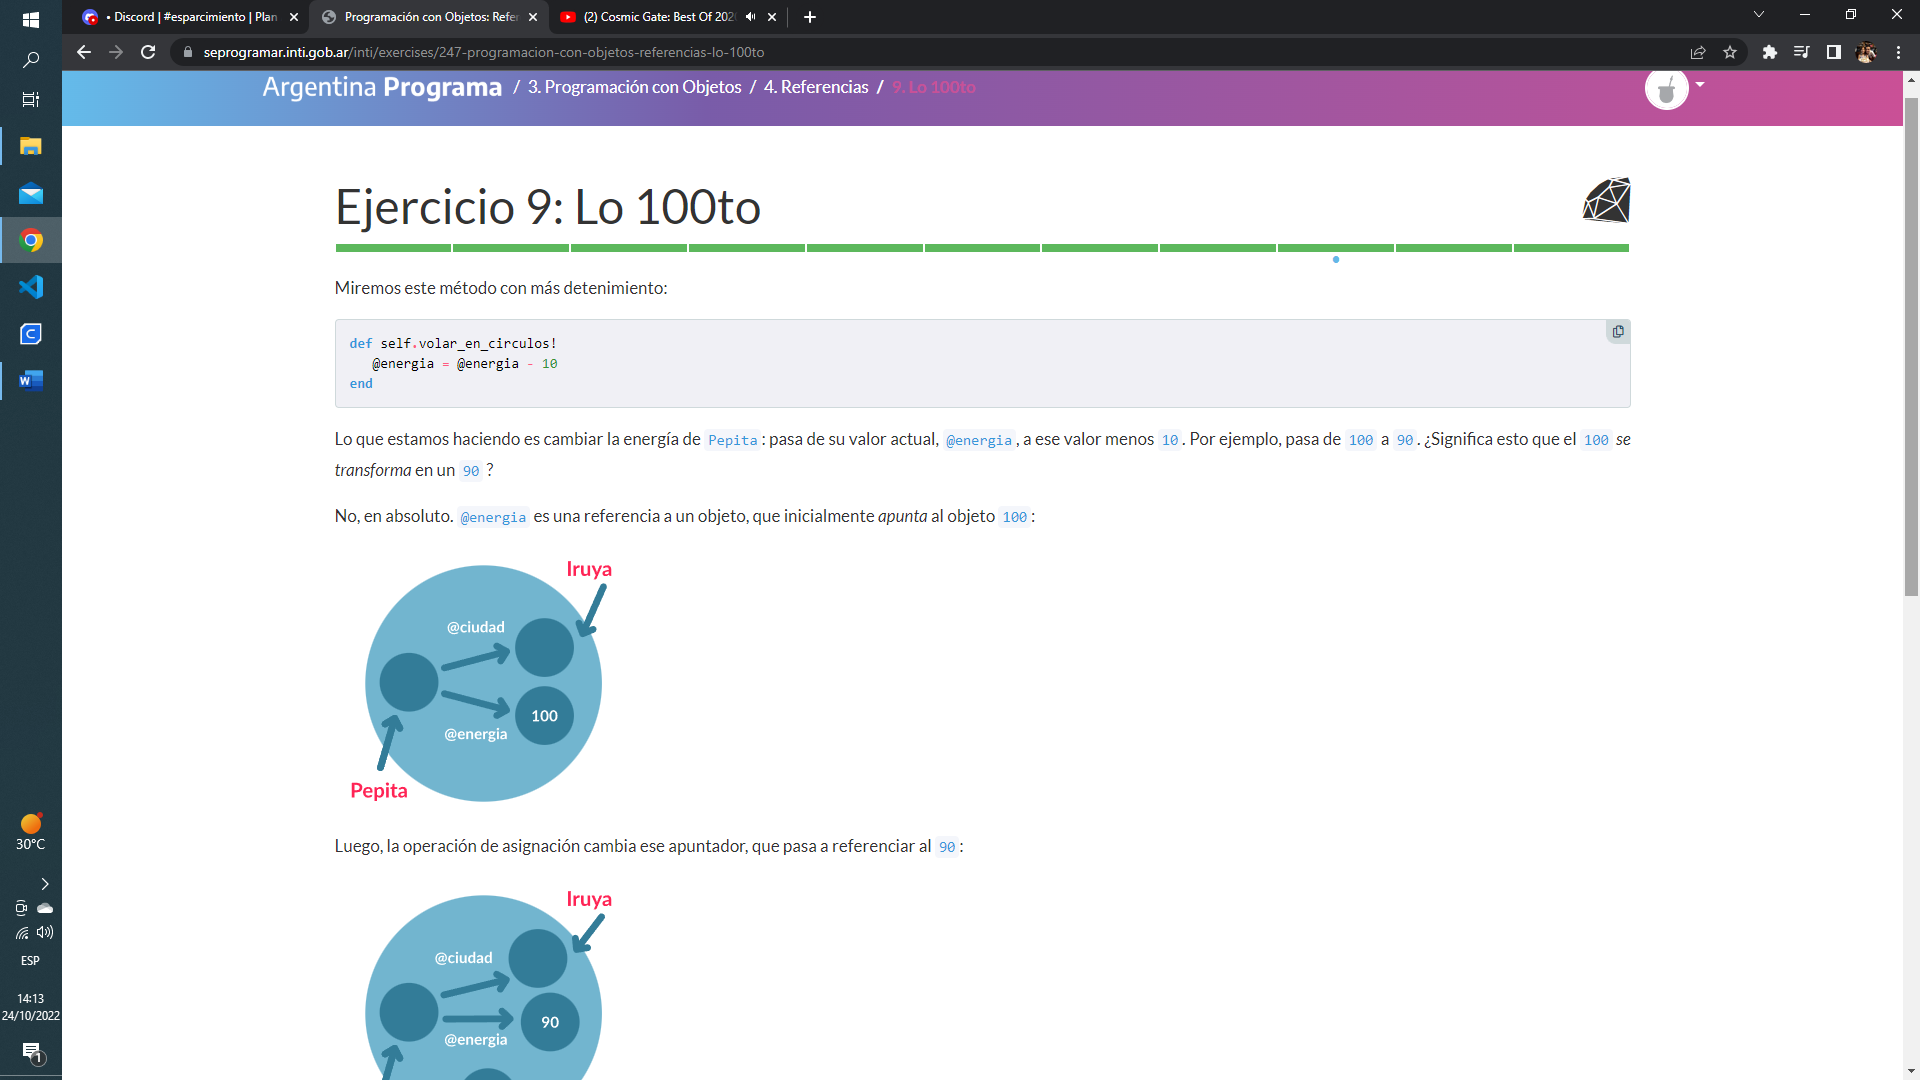 • Discord | #esparcimiento | Plan
Programación con Objetos: Refer
(2) Cosmic Gate: Best Of 2020
seprogramar.inti.gob.ar/inti/exercises/247-programacion-con-objetos-referencias-lo-100to
Argentina Programa / 3. Programación con Objetos / 4. Referencias / 9. Lo 100to
Ejercicio 9: Lo 100to
Miremos este método con más detenimiento:
def self.volar_en_circulos!
@energia = @energia - 10
end
Lo que estamos haciendo es cambiar la energía de Pepita: pasa de su valor actual, @energia, a ese valor menos 10. Por ejemplo, pasa de 100 a 90. ¿Significa esto que el 100 se
transforma en un 90?
No, en absoluto. @energia es una referencia a un objeto, que inicialmente apunta al objeto 100:
Iruya
@ciudad
100
@energia
Pepita
Luego, la operación de asignación cambia ese apuntador, que pasa a referenciar al 90:
Iruya
@ciudad
90
@energia
30°C
ESP
14:13
24/10/2022
1